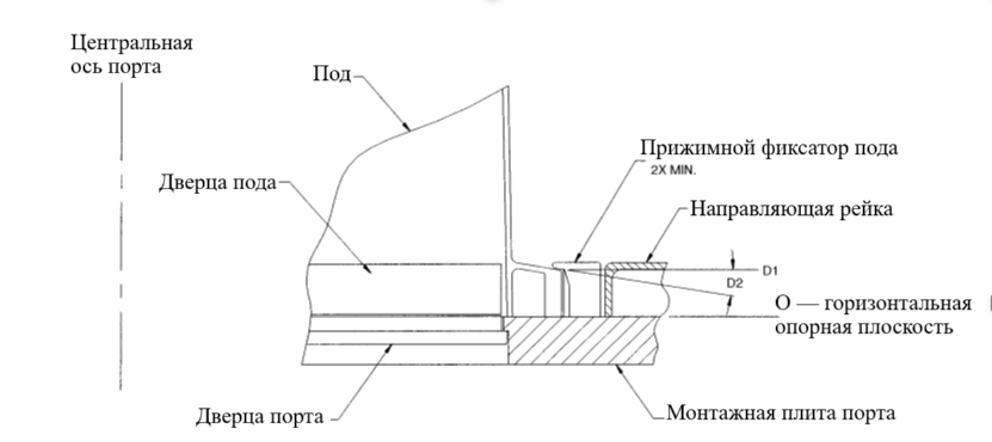 Центральная
ось порта
Под
Прижимной фиксатор пода
2X MIN.
Дверца пода
Направляющая рейка
D1
D2
О — горизонтальная
опорная плоскость
Дверца порта
Монтажная плита порта